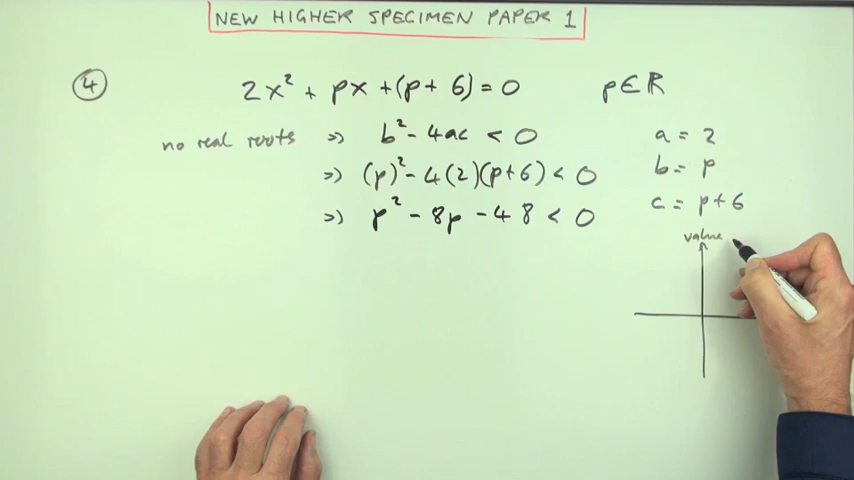 NEW HIGHER SPECIMEN PAPER 1
4 2x² + px + (p + 6) = 0 p ∈ ℝ
no real roots ⇒ b² - 4ac < 0 a = 2
⇒ (p)² - 4(2)(p+6) < 0 b = p
⇒ p² - 8p - 48 < 0 c = p + 6
value